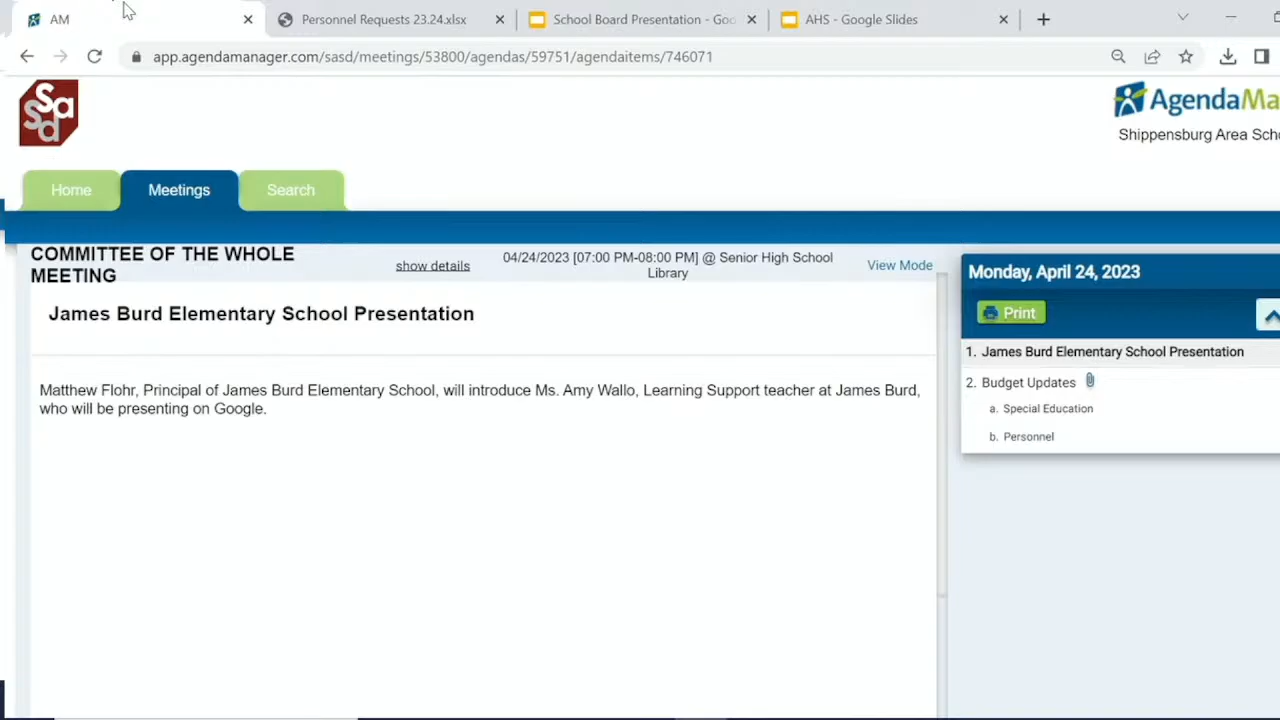 AM
Personnel Requests 23.24.xlsx
School Board Presentation - Goo
AHS - Google Slides
app.agendamanager.com/sasd/meetings/53800/agendas/59751/agendaitems/746071
Sasd
AgendaMa
Shippensburg Area Scho
Home
Meetings
Search
COMMITTEE OF THE WHOLE
MEETING
show details
04/24/2023 [07:00 PM-08:00 PM] @ Senior High School
Library
View Mode
James Burd Elementary School Presentation
Matthew Flohr, Principal of James Burd Elementary School, will introduce Ms. Amy Wallo, Learning Support teacher at James Burd,
who will be presenting on Google.
Monday, April 24, 2023
Print
1. James Burd Elementary School Presentation
2. Budget Updates
a. Special Education
b. Personnel